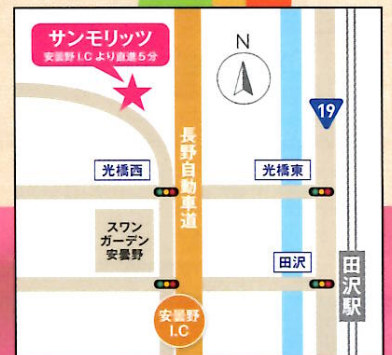 サンモリッツ
安曇野 I.C より直進5分
N
19
長野自動車道
光橋西
光橋東
スワン
ガーデン
安曇野
田沢
田沢駅
安曇野
I.C